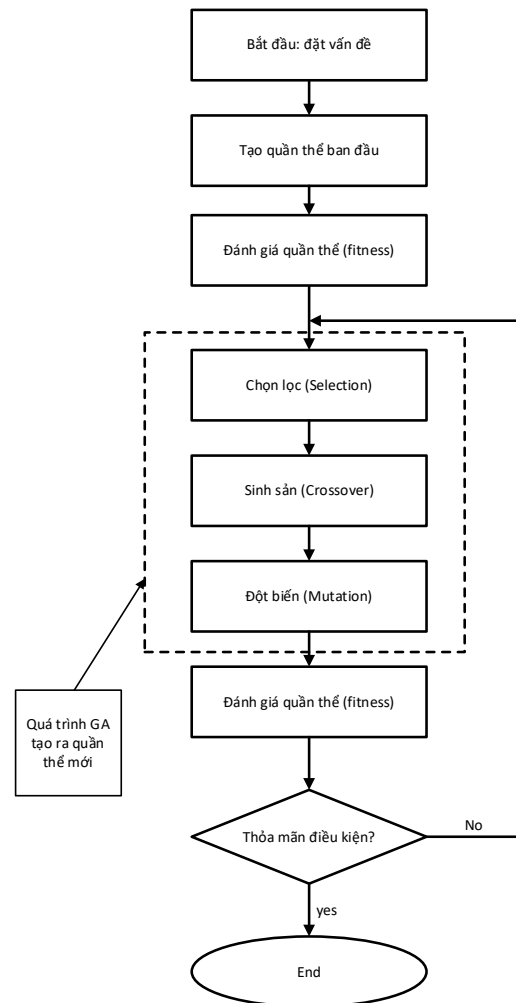 Bắt đầu: đặt vấn đề
Tạo quần thể ban đầu
Đánh giá quần thể (fitness)
Chọn lọc (Selection)
Sinh sản (Crossover)
Đột biến (Mutation)
Đánh giá quần thể (fitness)
Quá trình GA
tạo ra quần
thể mới
Thỏa mãn điều kiện?
No
yes
End